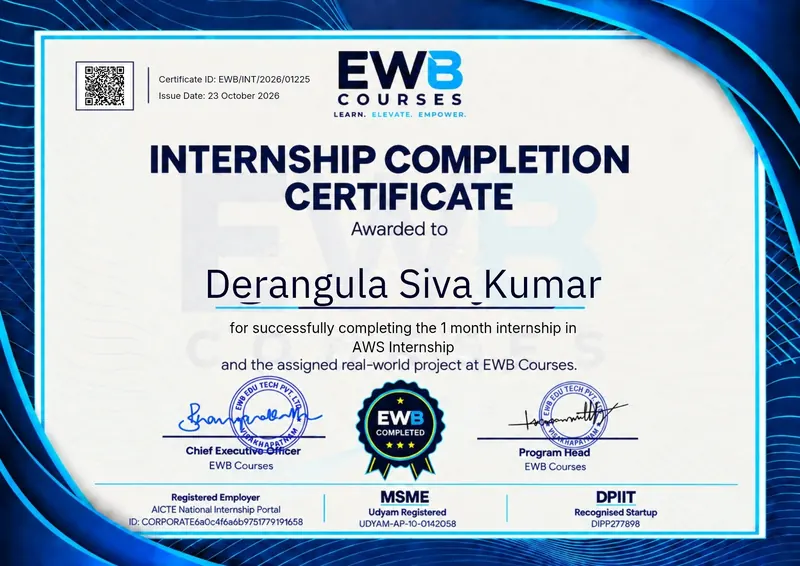 Certificate ID: EWB/INT/2026/01225
Issue Date: 23 October 2026
EWB
COURSES
LEARN. ELEVATE. EMPOWER.
INTERNSHIP COMPLETION
CERTIFICATE
Awarded to
Derangula Siva Kumar
for successfully completing the 1 month internship in
AWS Internship
and the assigned real-world project at EWB Courses.
EWB EDU TECH PVT. LTD.
VISAKHAPATNAM
Chief Executive Officer
EWB Courses
EWB
COMPLETED
EWB EDU TECH PVT. LTD.
VISAKHAPATNAM
Program Head
EWB Courses
Registered Employer
AICTE National Internship Portal
ID: CORPORATE6a0c4f6a6b9751779191658
MSME
Udyam Registered
UDYAM-AP-10-0142058
DPIIT
Recognised Startup
DIPP277898